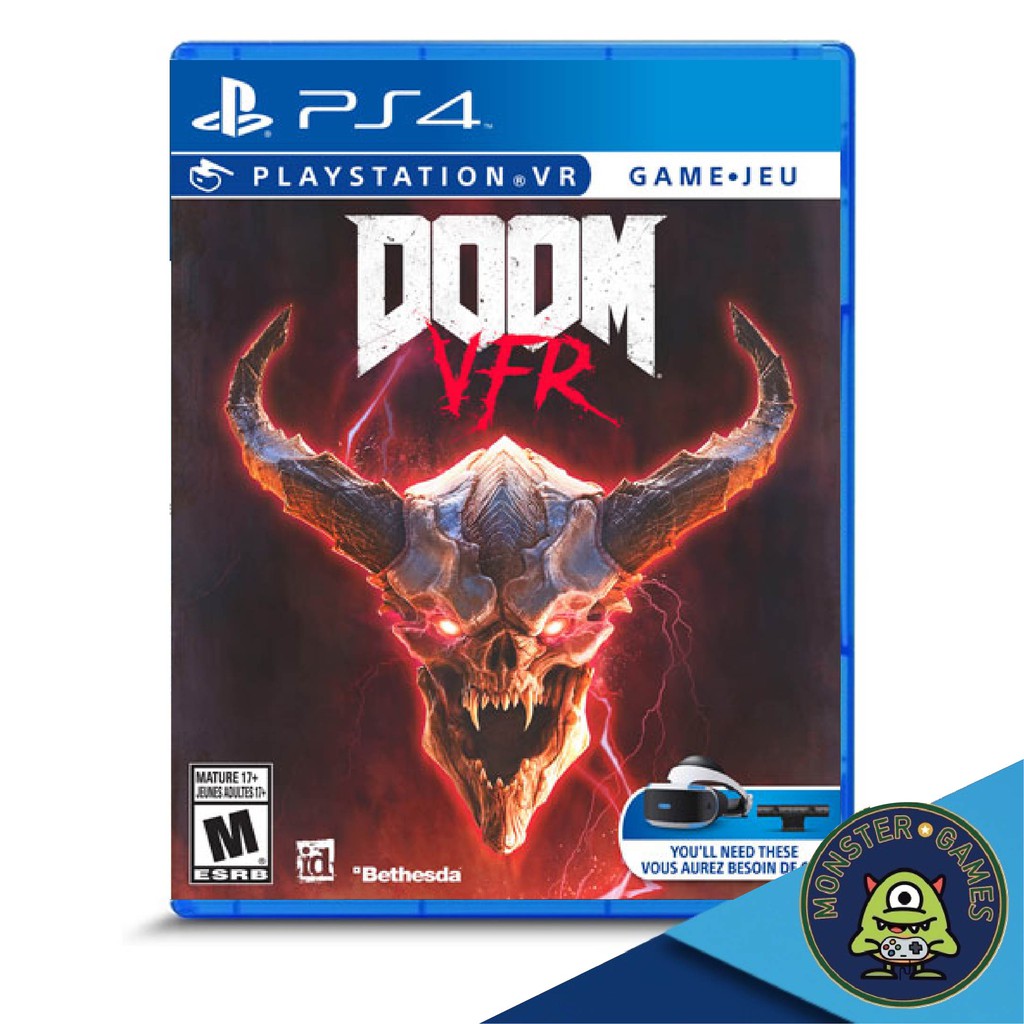 PS4™
PLAYSTATION®VR
GAME•JEU
DOOM
VFR
MATURE 17+
JEUNES ADULTES 17+
M
ESRB
id
Bethesda
YOU'LL NEED THESE
VOUS AUREZ BESOIN DE
MONSTER GAMES